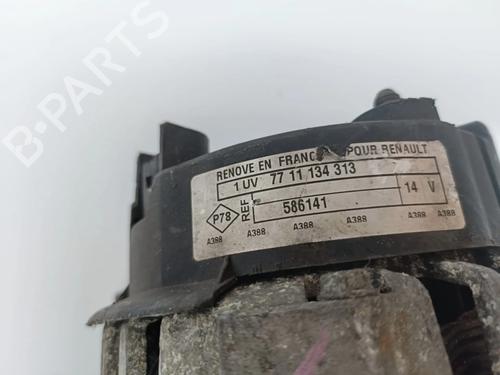 B-PARTS
RENOVE EN FRANCE POUR RENAULT
1 UV 77 11 134 313
P78 REF 586141 14 V
A388 A388 A388 A388 A388 A388